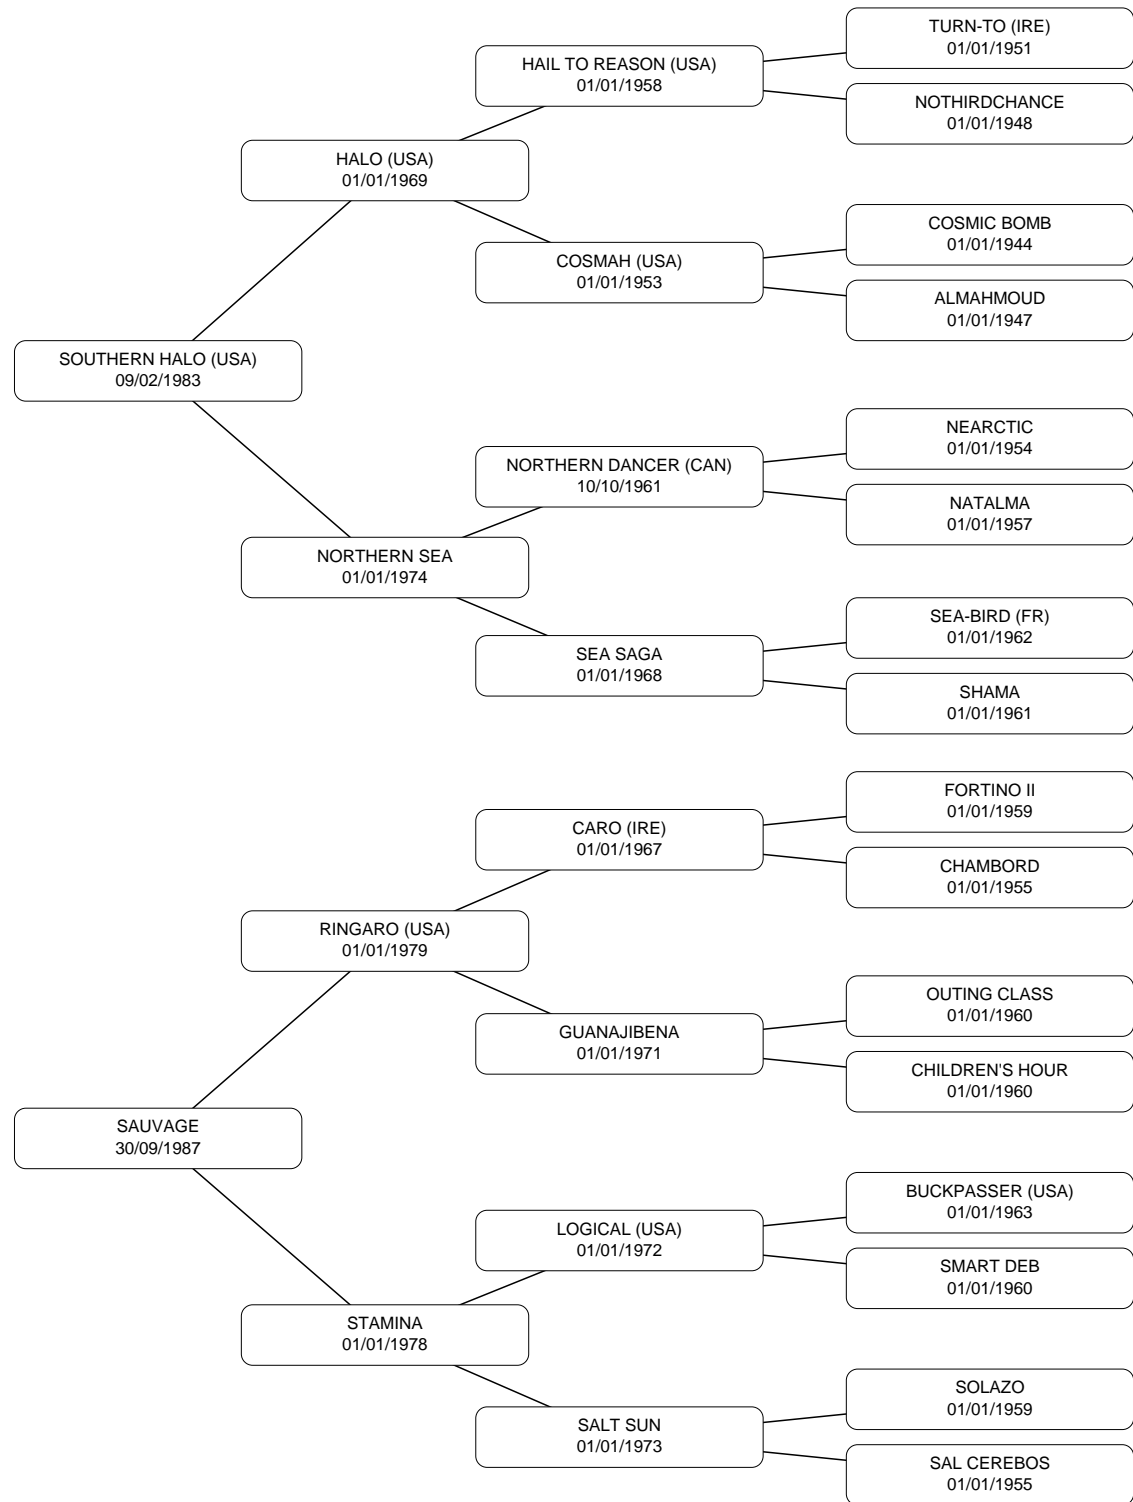 TURN-TO (IRE)
01/01/1951
HAIL TO REASON (USA)
01/01/1958
NOTHIRDCHANCE
01/01/1948
HALO (USA)
01/01/1969
COSMIC BOMB
01/01/1944
COSMAH (USA)
01/01/1953
ALMAHMOUD
01/01/1947
SOUTHERN HALO (USA)
09/02/1983
NEARCTIC
01/01/1954
NORTHERN DANCER (CAN)
10/10/1961
NATALMA
01/01/1957
NORTHERN SEA
01/01/1974
SEA-BIRD (FR)
01/01/1962
SEA SAGA
01/01/1968
SHAMA
01/01/1961
FORTINO II
01/01/1959
CARO (IRE)
01/01/1967
CHAMBORD
01/01/1955
RINGARO (USA)
01/01/1979
OUTING CLASS
01/01/1960
GUANAJIBENA
01/01/1971
CHILDREN'S HOUR
01/01/1960
SAUVAGE
30/09/1987
BUCKPASSER (USA)
01/01/1963
LOGICAL (USA)
01/01/1972
SMART DEB
01/01/1960
STAMINA
01/01/1978
SOLAZO
01/01/1959
SALT SUN
01/01/1973
SAL CEREBOS
01/01/1955